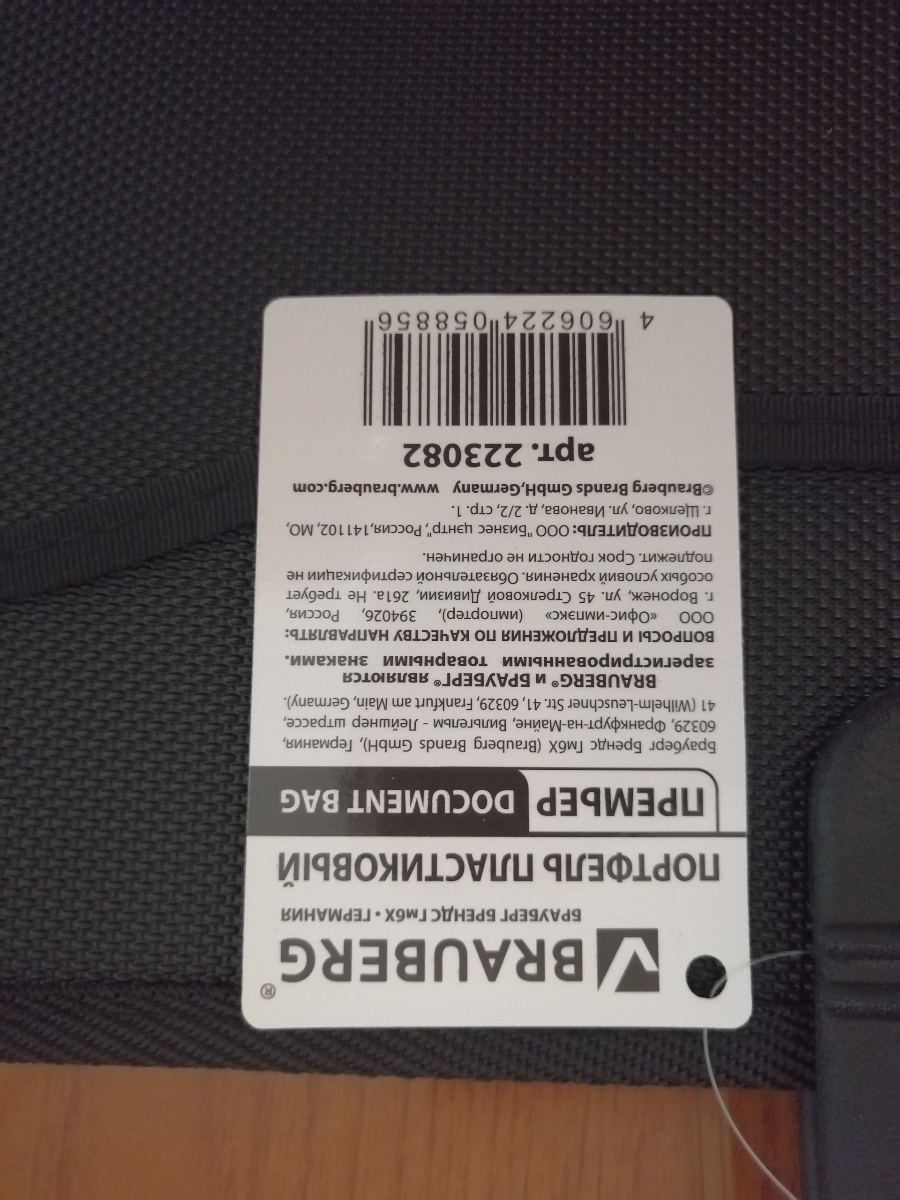 BRAUBERG®
БРАУБЕРГ БРЕНДС ГмбХ • ГЕРМАНИЯ
ПОРТФЕЛЬ ПЛАСТИКОВЫЙ
ПРЕМЬЕР DOCUMENT BAG
Брауберг Брендс ГмбХ (Brauberg Brands GmbH), Германия,
60329, Франкфурт-на-Майне, Вильгельм - Лейшнер штрассе,
41 (Wilhelm-Leuschner Str. 41, 60329, Frankfurt am Main, Germany).
BRAUBERG® и БРАУБЕРГ® являются
зарегистрированными товарными знаками.
ВОПРОСЫ И ПРЕДЛОЖЕНИЯ ПО КАЧЕСТВУ НАПРАВЛЯТЬ:
ООО «Офис-импэкс» (импортер), 394026, Россия,
г. Воронеж, ул. 45 Стрелковой Дивизии, 261а. Не требует
особых условий хранения. Обязательной сертификации не
подлежит. Срок годности не ограничен.
ПРОИЗВОДИТЕЛЬ: ООО "Бизнес цэнтр", Россия,141102, МО,
г. Щелково, ул. Иванова, д. 2/2, стр. 1.
©Brauberg Brands GmbH,Germany www.brauberg.com
арт. 223082
4 606224 058856